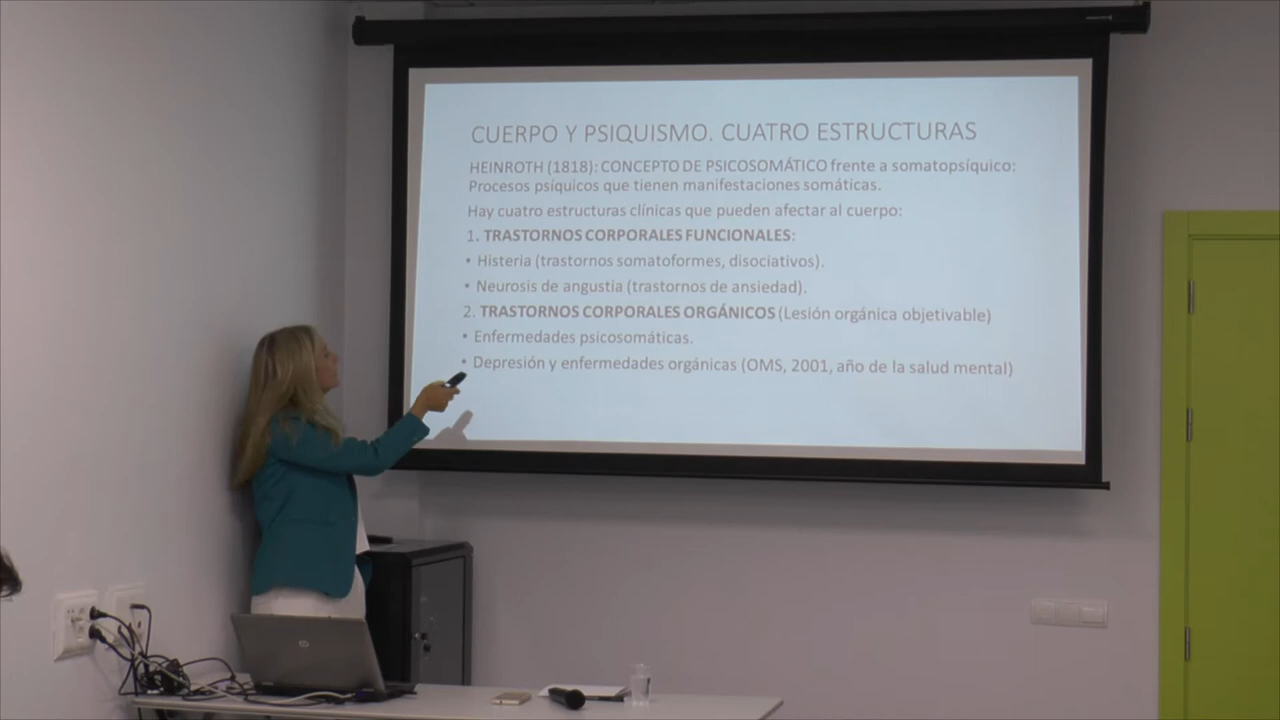 CUERPO Y PSIQUISMO. CUATRO ESTRUCTURAS
HEINROTH (1818): CONCEPTO DE PSICOSOMÁTICO frente a somatopsíquico:
Procesos psíquicos que tienen manifestaciones somáticas.
Hay cuatro estructuras clínicas que pueden afectar al cuerpo:
1. TRASTORNOS CORPORALES FUNCIONALES:
• Histeria (trastornos somatoformes, disociativos).
• Neurosis de angustia (trastornos de ansiedad).
2. TRASTORNOS CORPORALES ORGÁNICOS (Lesión orgánica objetivable)
• Enfermedades psicosomáticas.
• Depresión y enfermedades orgánicas (OMS, 2001, año de la salud mental)
hp